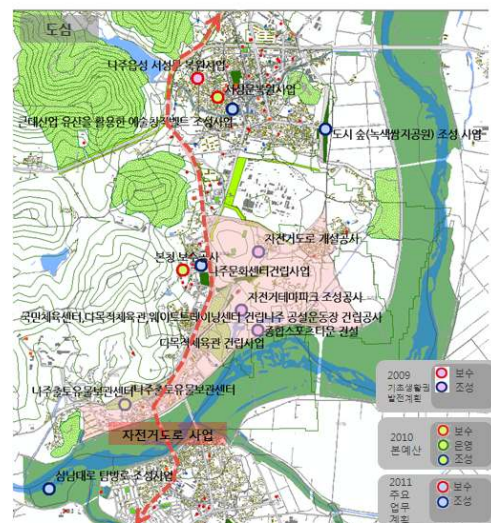 도심
나주읍성 서성문 복원사업
사창문복원사업
근대산업 유산을 활용한 예술창작벨트 조성사업
도시 숲(녹색쌈지공원) 조성 사업
자전거도로 개설공사
본청 보수공사
나주문화센터건립사업
자전거테마파크 조성공사
국민체육센터,다목적체육관,웨이트트레이닝센터 건립나주 공설운동장 건립공사
종합스포츠타운 건설
다목적체육관 건립사업
나주출토유물보관센터
나주출토유물보관센터
자전거도로 사업
삼남대로 탐방로 조성사업
2009
기초생활권
발전계획
보수
조성
2010
본예산
보수
운영
조성
2011
주요
업무
계획
보수
조성